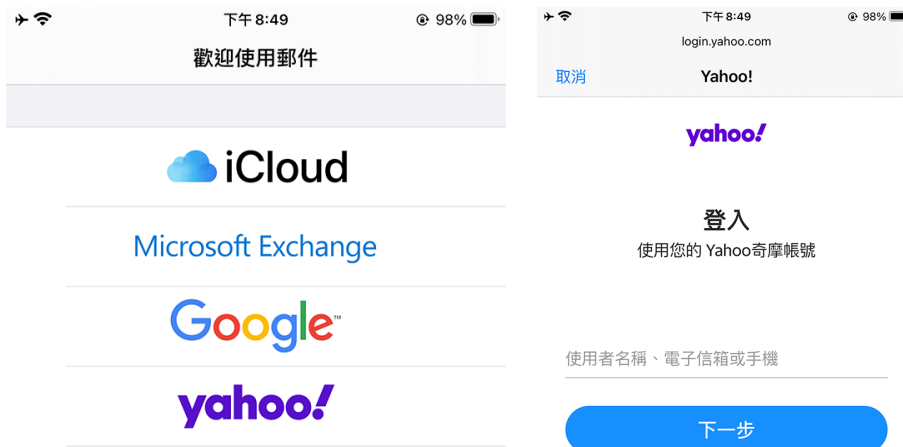 下午8:49
98%
歡迎使用郵件
iCloud
Microsoft Exchange
Google™
yahoo!
下午8:49
98%
login.yahoo.com
取消
Yahoo!
yahoo!
登入
使用您的 Yahoo奇摩帳號
使用者名稱、電子信箱或手機
下一步